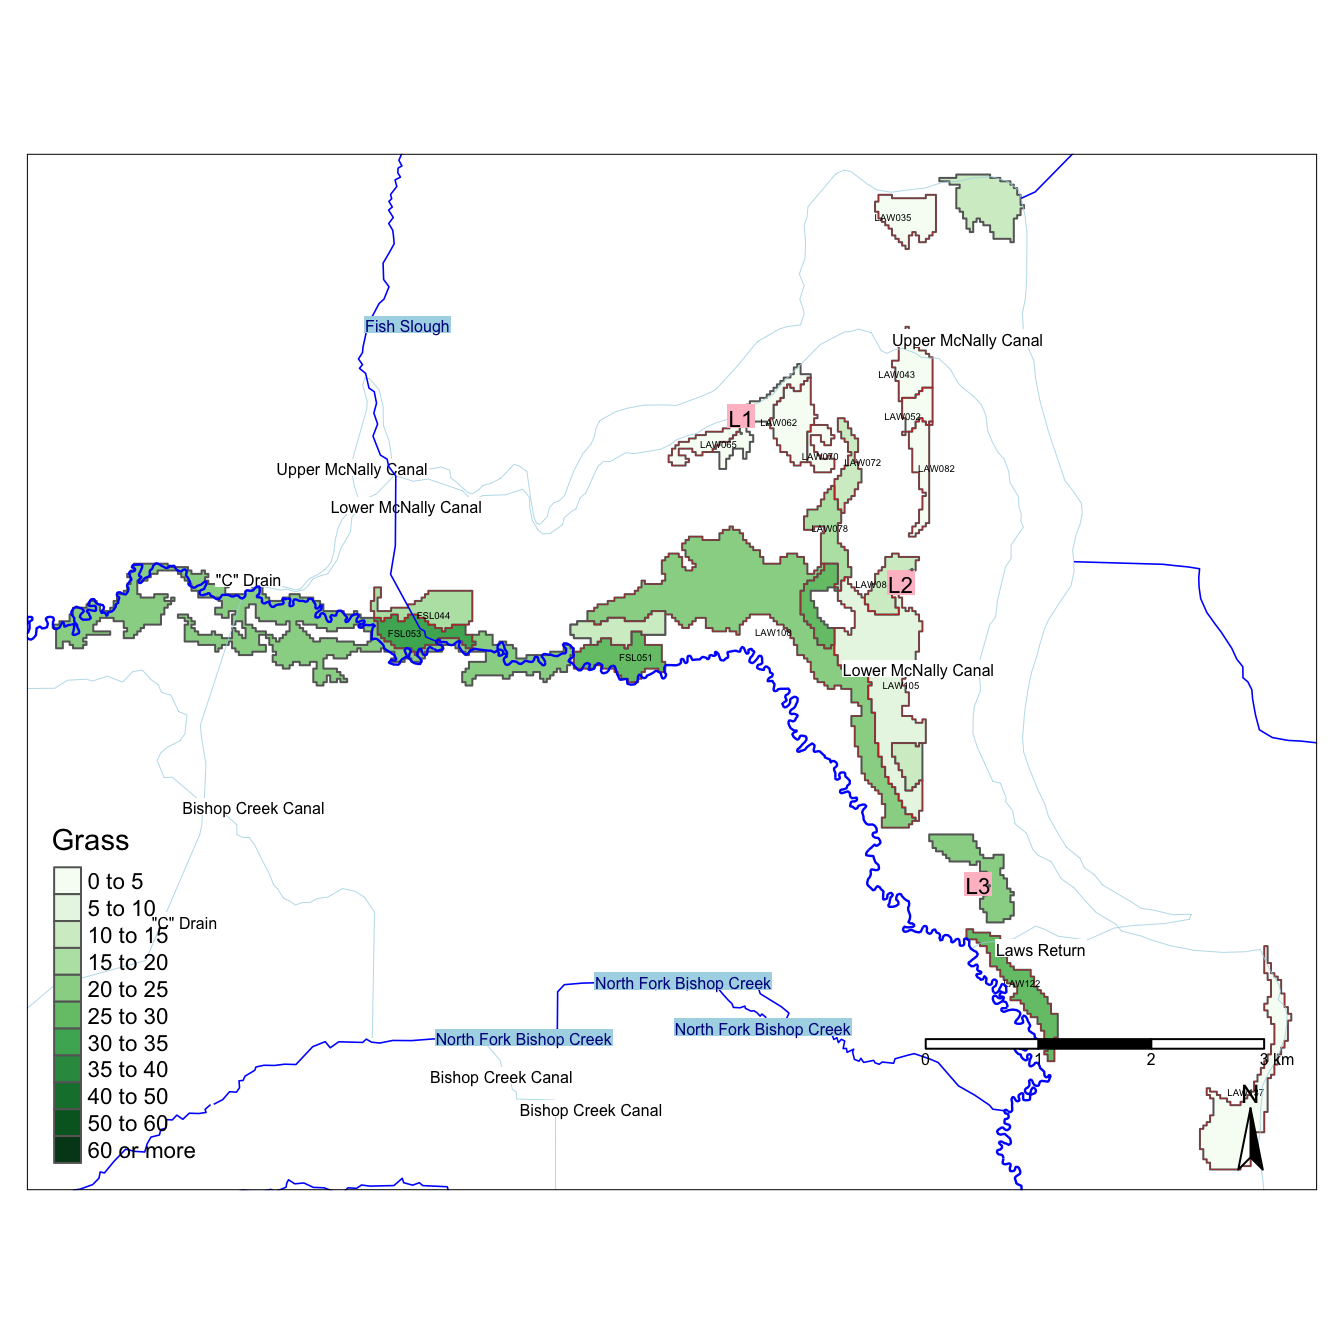 LAW035
Fish Slough
Upper McNally Canal
LAW043
L1
LAW052
LAW062
LAW065
LAW070
LAW072
LAW082
Upper McNally Canal
Lower McNally Canal
LAW078
"C" Drain
L2
FSL044
FSL053
FSL051
Lower McNally Canal
LAW105
Bishop Creek Canal
Grass
0 to 5
5 to 10
10 to 15
15 to 20
20 to 25
25 to 30
30 to 35
35 to 40
40 to 50
50 to 60
60 or more
L3
"C" Drain
Laws Return
LAW122
North Fork Bishop Creek
North Fork Bishop Creek
North Fork Bishop Creek
0 1 2 3 km
Bishop Creek Canal
N
Bishop Creek Canal